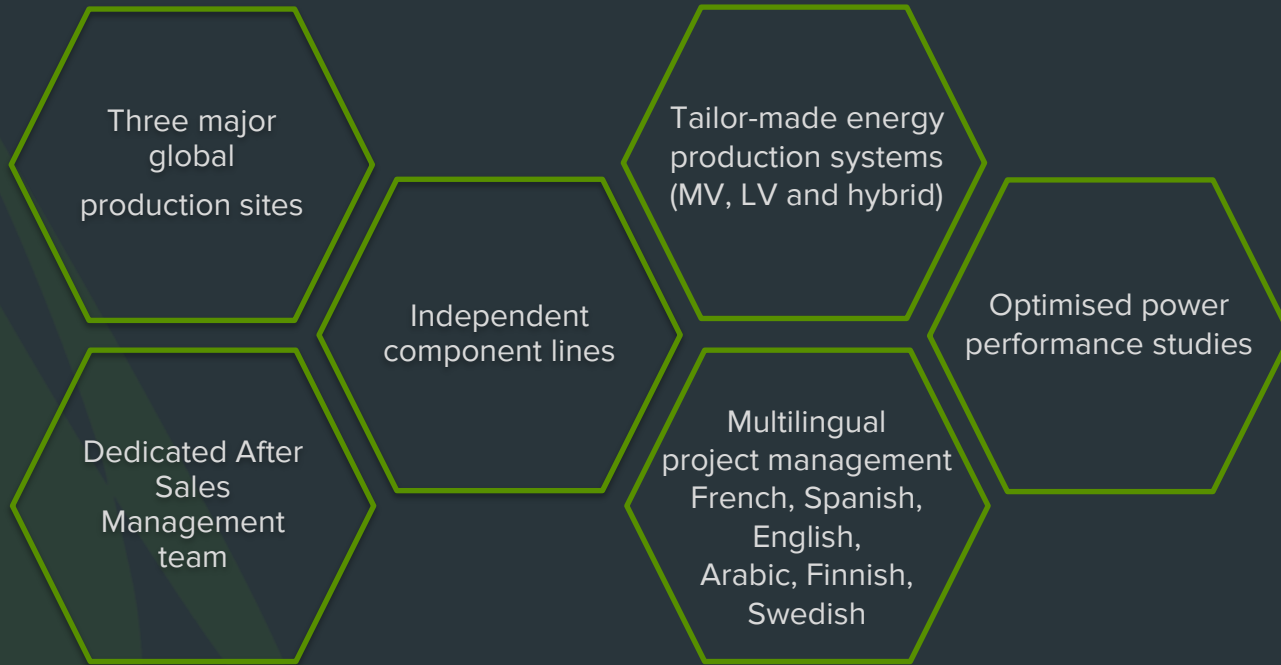 Three major
global
production sites
Tailor-made energy
production systems
(MV, LV and hybrid)
Independent
component lines
Optimised power
performance studies
Dedicated After
Sales
Management
team
Multilingual
project management
French, Spanish,
English,
Arabic, Finnish,
Swedish